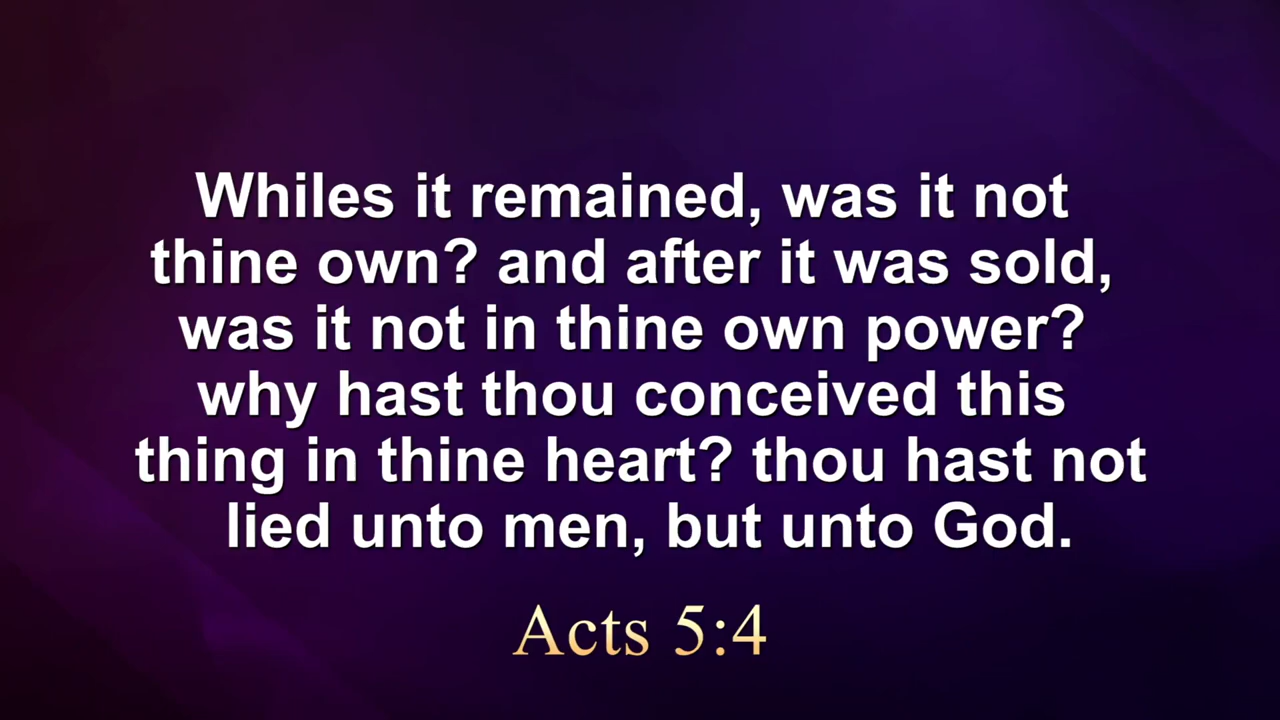 Whiles it remained, was it not
thine own? and after it was sold,
was it not in thine own power?
why hast thou conceived this
thing in thine heart? thou hast not
lied unto men, but unto God.
Acts 5:4